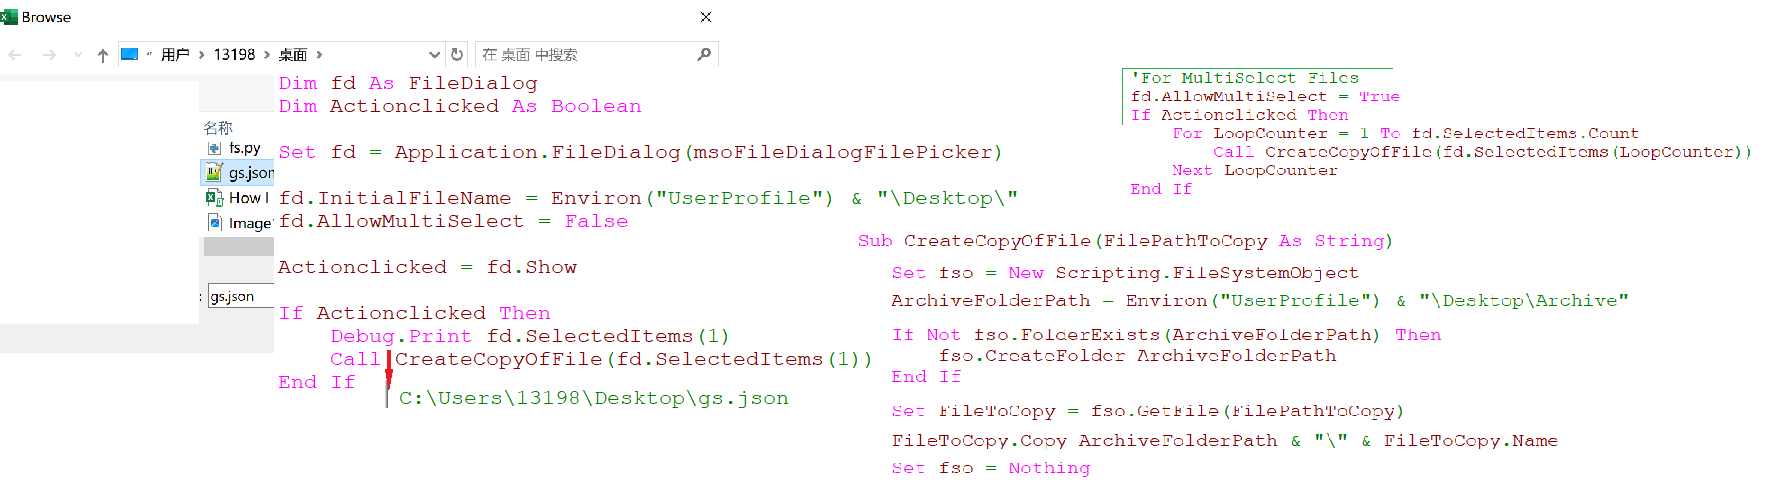 Browse
用户 › 13198 › 桌面 ›
在 桌面 中搜索
名称
fs.py
gs.json
How I
Image
: gs.json
Dim fd As FileDialog
Dim Actionclicked As Boolean
Set fd = Application.FileDialog(msoFileDialogFilePicker)
fd.InitialFileName = Environ("UserProfile") & "\Desktop\"
fd.AllowMultiSelect = False
Actionclicked = fd.Show
If Actionclicked Then
Debug.Print fd.SelectedItems(1)
Call CreateCopyOfFile(fd.SelectedItems(1))
End If
C:\Users\13198\Desktop\gs.json
'For MultiSelect Files
fd.AllowMultiSelect = True
If Actionclicked Then
For LoopCounter = 1 To fd.SelectedItems.Count
Call CreateCopyOfFile(fd.SelectedItems(LoopCounter))
Next LoopCounter
End If
Sub CreateCopyOfFile(FilePathToCopy As String)
Set fso = New Scripting.FileSystemObject
ArchiveFolderPath = Environ("UserProfile") & "\Desktop\Archive"
If Not fso.FolderExists(ArchiveFolderPath) Then
fso.CreateFolder ArchiveFolderPath
End If
Set FileToCopy = fso.GetFile(FilePathToCopy)
FileToCopy.Copy ArchiveFolderPath & "\" & FileToCopy.Name
Set fso = Nothing